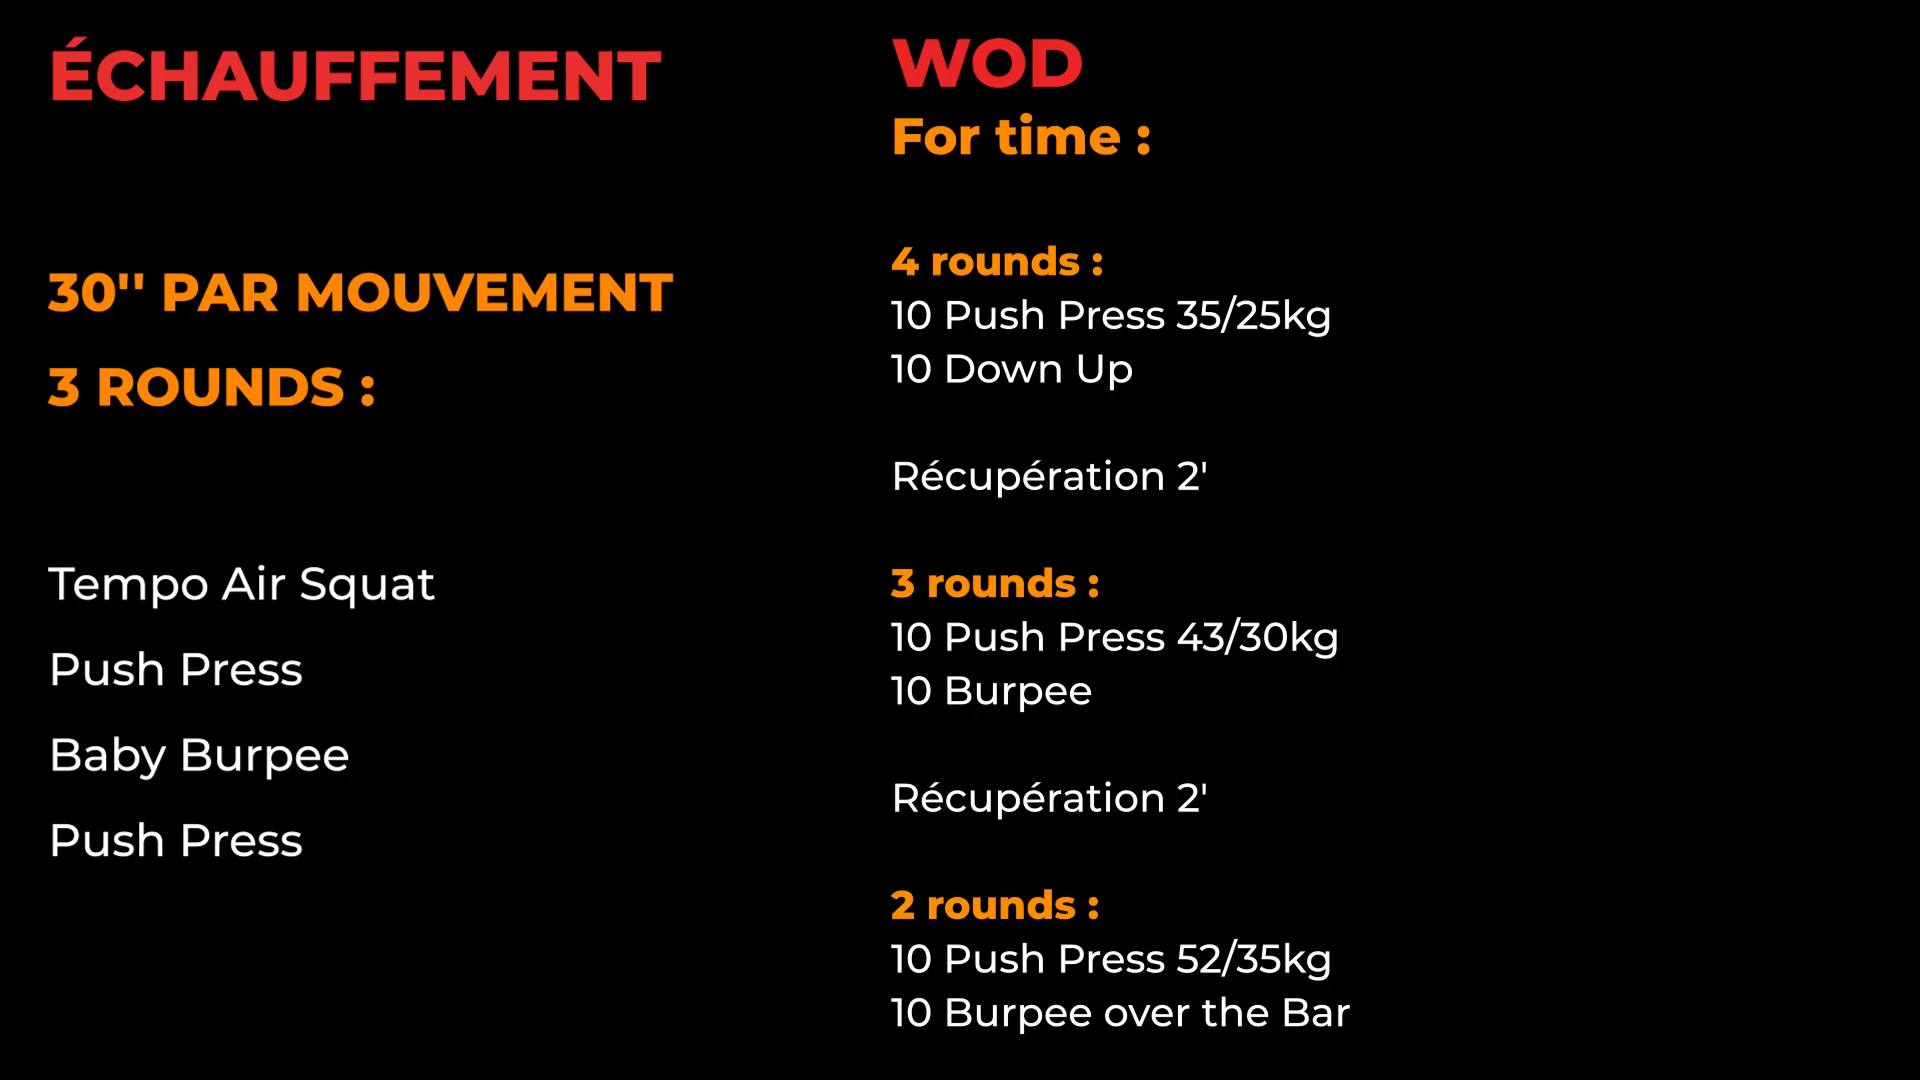 ÉCHAUFFEMENT
30'' PAR MOUVEMENT
3 ROUNDS :
Tempo Air Squat
Push Press
Baby Burpee
Push Press
WOD
For time :
4 rounds :
10 Push Press 35/25kg
10 Down Up
Récupération 2'
3 rounds :
10 Push Press 43/30kg
10 Burpee
Récupération 2'
2 rounds :
10 Push Press 52/35kg
10 Burpee over the Bar